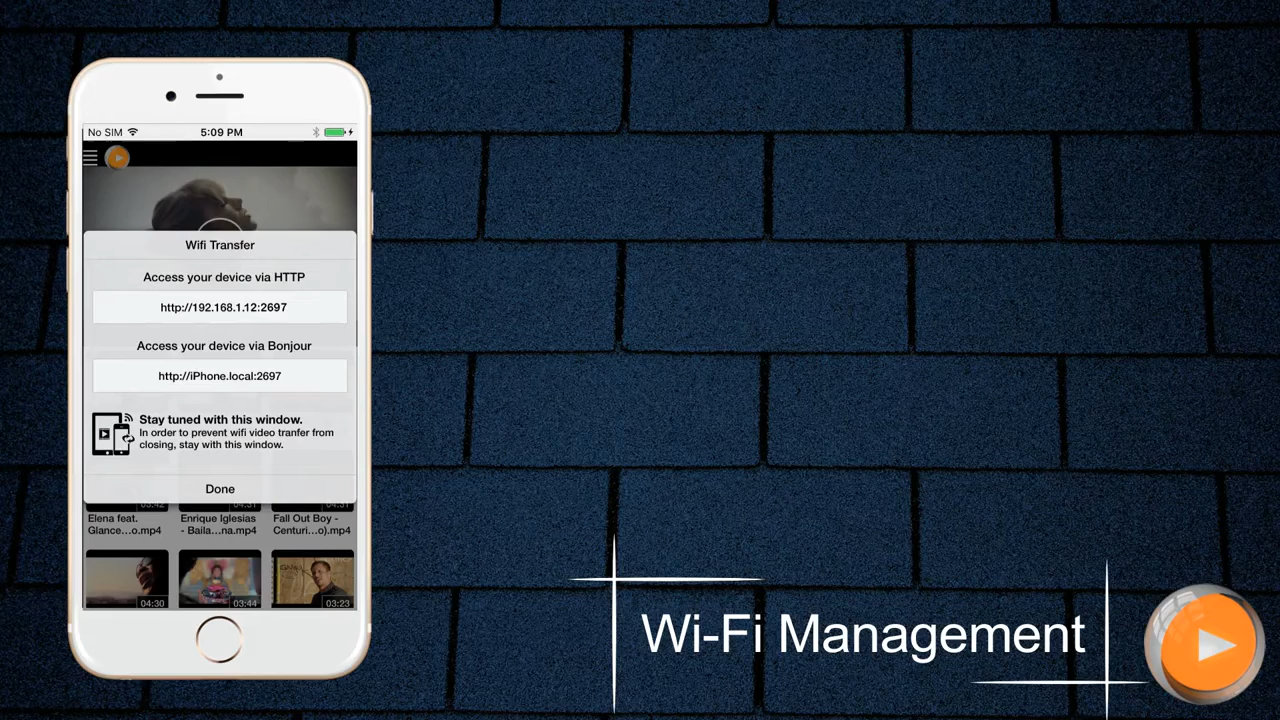 No SIM
5:09 PM
Wifi Transfer
Access your device via HTTP
http://192.168.1.12:2697
Access your device via Bonjour
http://iPhone.local:2697
Stay tuned with this window.
In order to prevent wifi video tranfer from
closing, stay with this window.
Done
Elena feat.
Glance...o.mp4
Enrique Iglesias
- Baila...na.mp4
Fall Out Boy -
Centuri...o).mp4
04:30
03:44
03:23
Wi-Fi Management